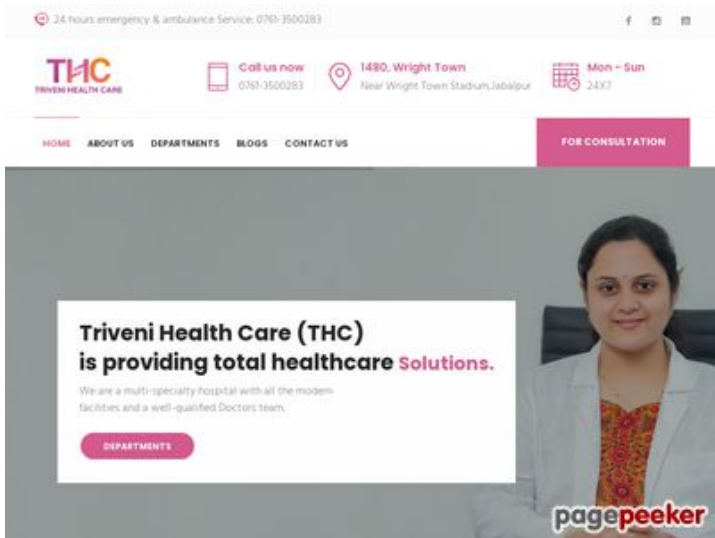 24 hours emergency & ambulance Service: 0761-3500283
THC
TRIVENI HEALTH CARE
Call us now
0761-3500283
1480, Wright Town
Near Wright Town Stadium,Jabalpur
Mon - Sun
24X7
HOME ABOUT US DEPARTMENTS BLOGS CONTACT US
FOR CONSULTATION
Triveni Health Care (THC)
is providing total healthcare Solutions.
We are a multi-specialty hospital with all the modern
facilities and a well-qualified Doctors team.
DEPARTMENTS
pagepeeker